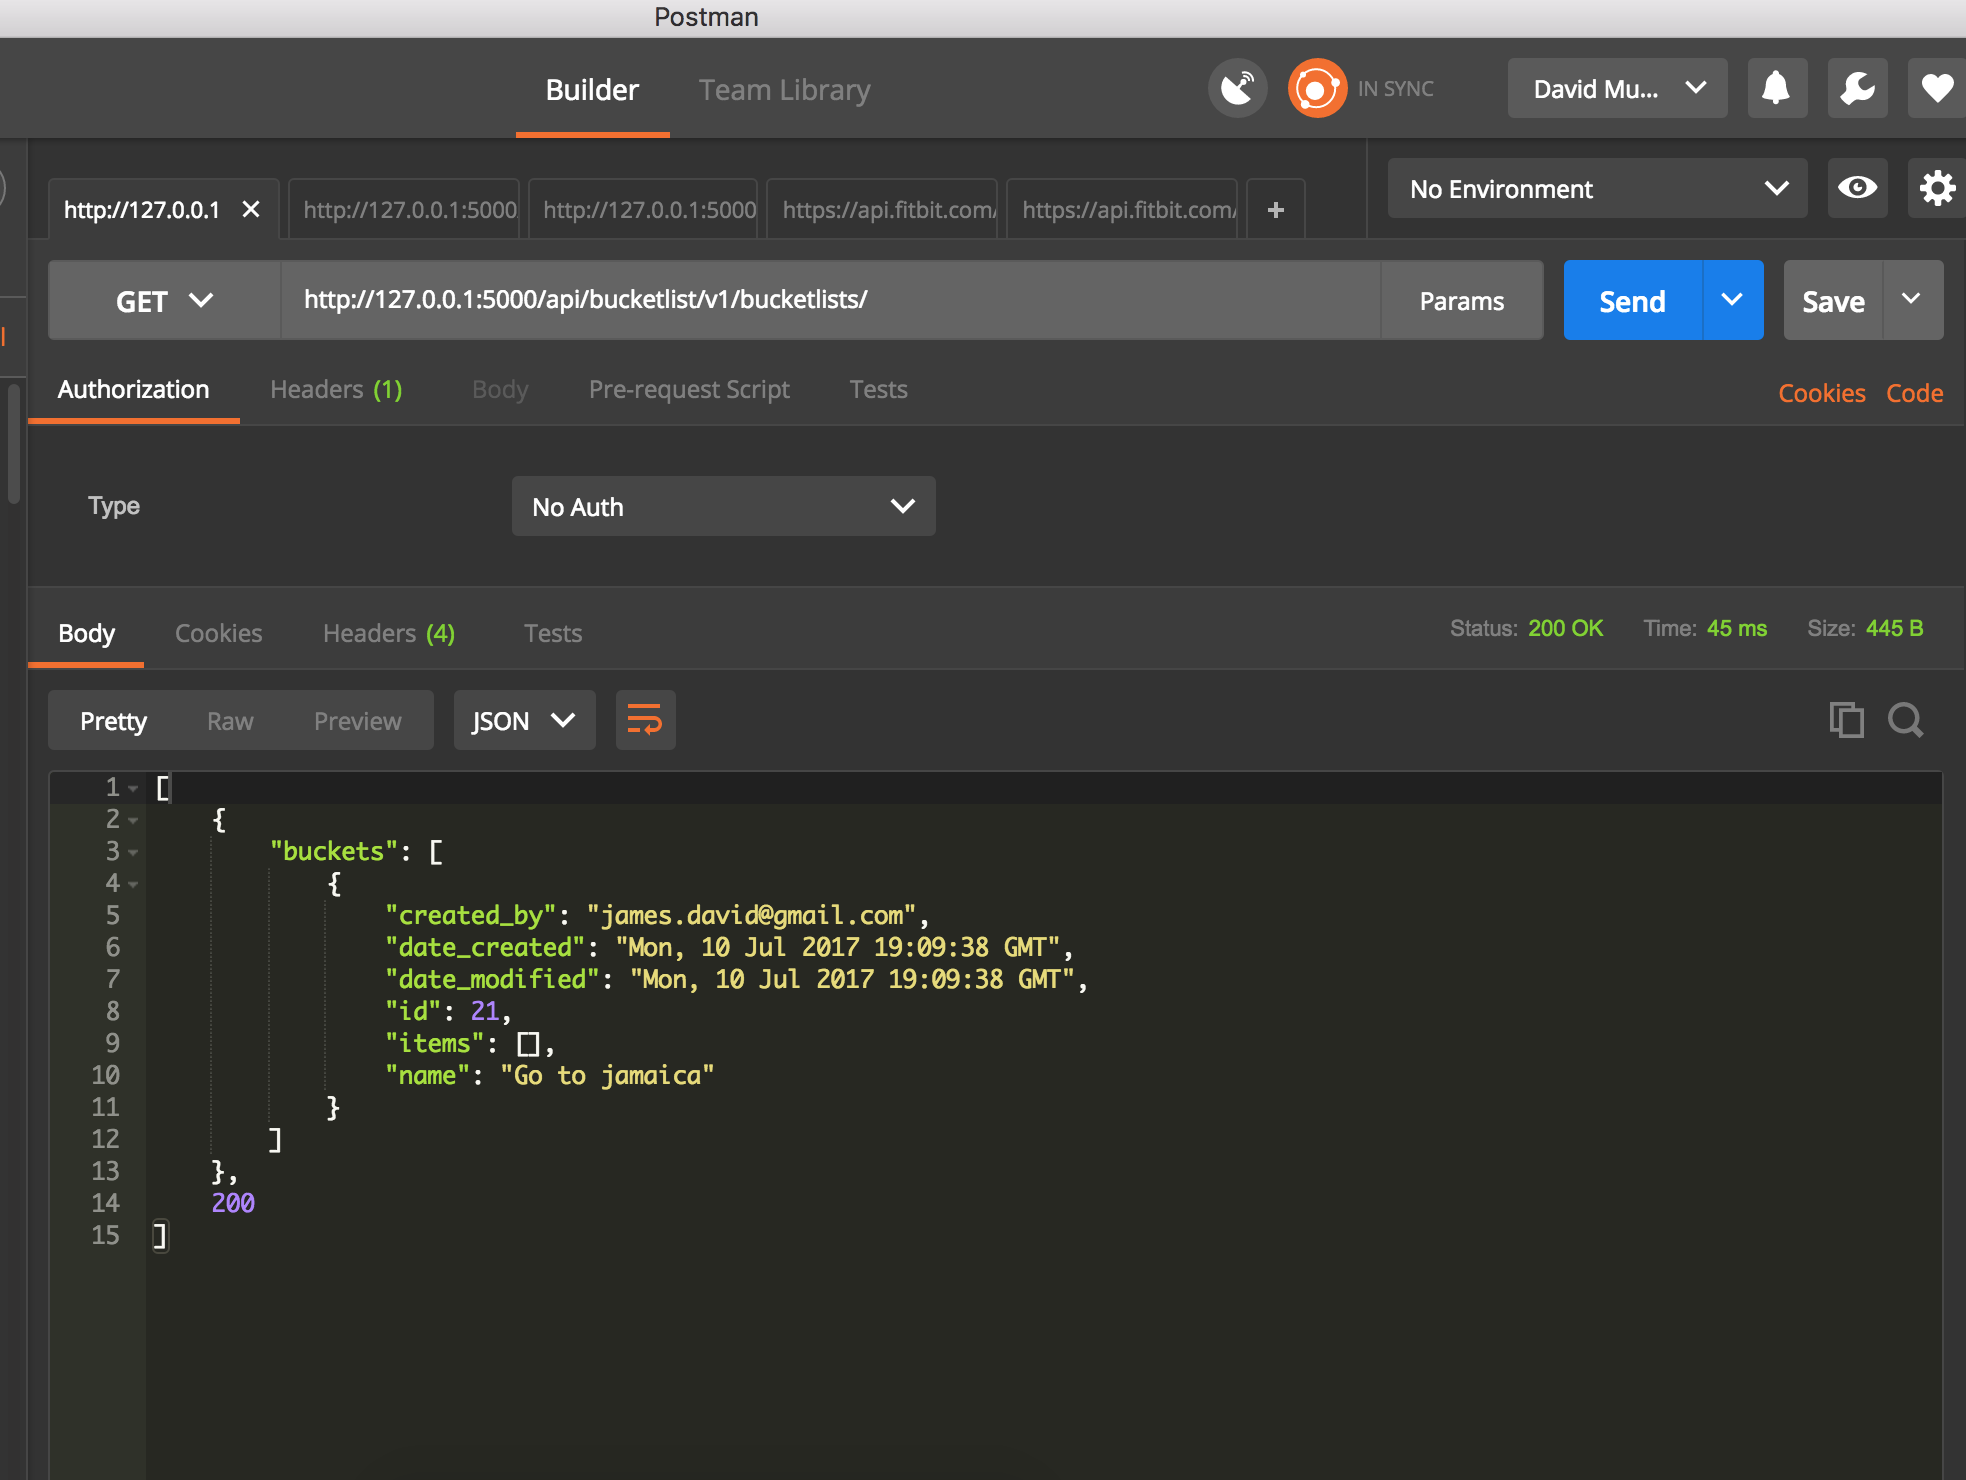 Postman
Builder Team Library IN SYNC David Mu...
http://127.0.0.1 http://127.0.0.1:5000 http://127.0.0.1:5000 https://api.fitbit.com/ https://api.fitbit.com/ + No Environment
GET http://127.0.0.1:5000/api/bucketlist/v1/bucketlists/ Params Send Save
Authorization Headers (1) Body Pre-request Script Tests Cookies Code
Type No Auth
Body Cookies Headers (4) Tests Status: 200 OK Time: 45 ms Size: 445 B
Pretty Raw Preview JSON
1 [
2 {
3 "buckets": [
4 {
5 "created_by": "james.david@gmail.com",
6 "date_created": "Mon, 10 Jul 2017 19:09:38 GMT",
7 "date_modified": "Mon, 10 Jul 2017 19:09:38 GMT",
8 "id": 21,
9 "items": [],
10 "name": "Go to jamaica"
11 }
12 ]
13 },
14 200
15 ]